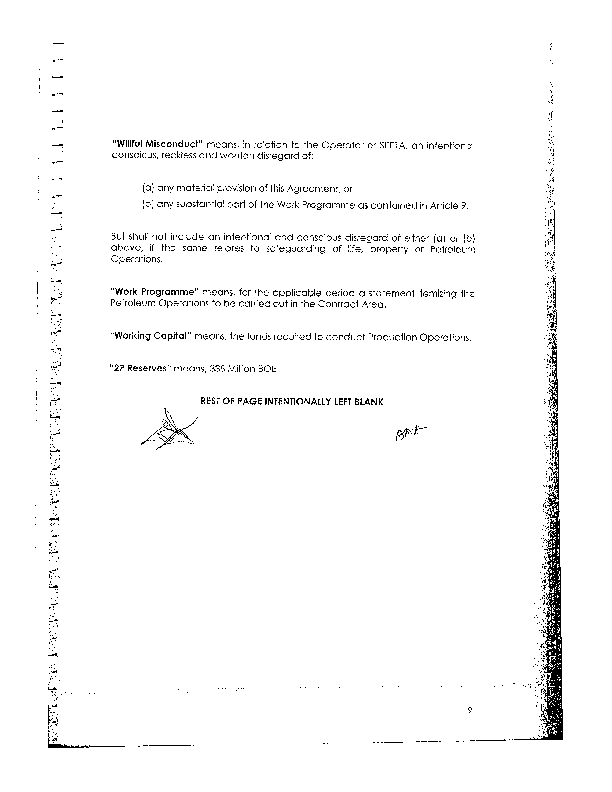 "Willful Misconduct" means, in relation to the Operator or SEEPA, an intentional
conscious, reckless and wanton disregard of:
(a) any material provision of this Agreement, or
(b) any substantial part of the Work Programme as contained in Article 9.
But shall not include an intentional and conscious disregard of either (a) or (b)
above, if the same relates to safeguarding of life, property or Petroleum
Operations.
"Work Programme" means, for the applicable period a statement itemizing the
Petroleum Operations to be carried out in the Contract Area.
"Working Capital" means, the funds required to conduct Production Operations.
Reserves" means, Million BOE
REST OF PAGE INTENTIONALLY LEFT BLANK
9